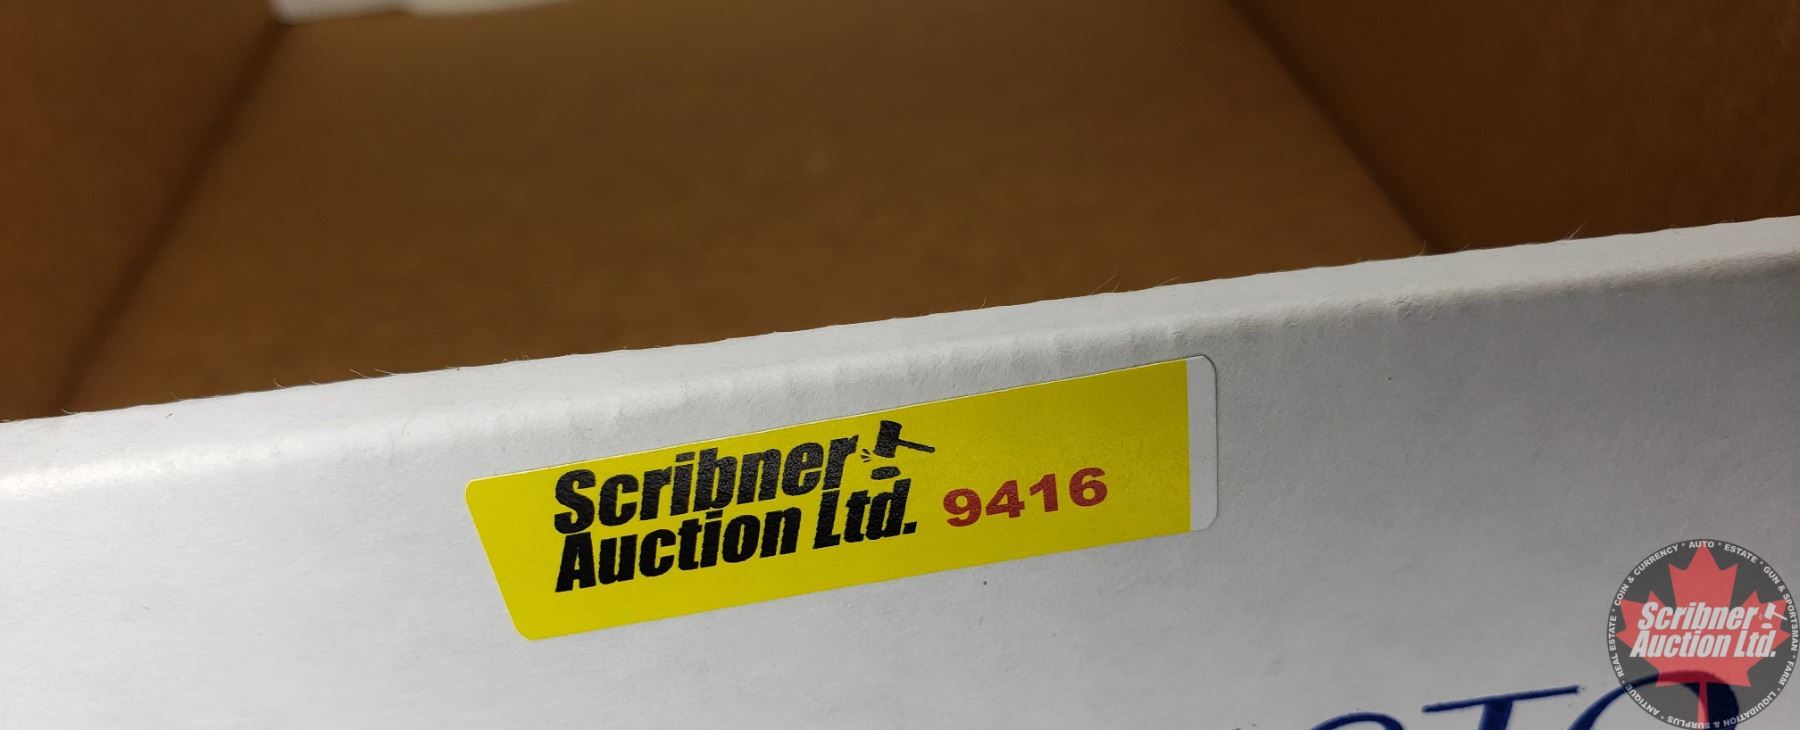 Scribner
Auction Ltd. 9416
COIN & CURRENCY * AUTO * ESTATE * GUN & SPORTSMAN * FARM * LIQUIDATION & SURPLUS * ANTIQUE * REAL ESTATE *
Scribner
Auction Ltd.